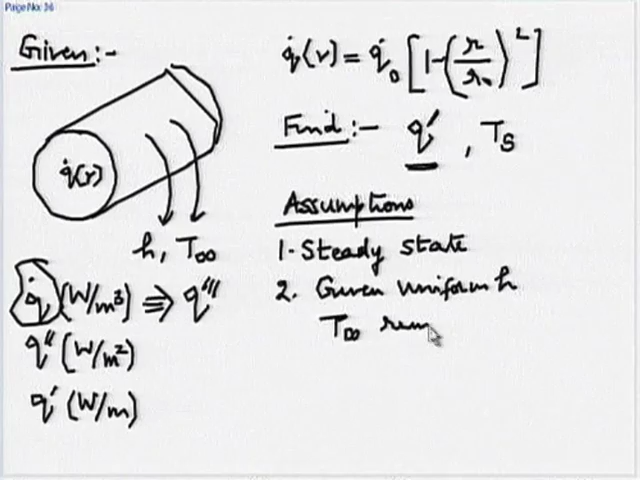 Page No: 36
Given:-
q̇(r) = q̇₀ [1-(r/r₀)²]
Find:- q′, Ts
q̇(r)
Assumptions
h, T∞
1- Steady state
2. Given uniform h
T∞ rem
q̇ (W/m³) ⇒ q‴
q″ (W/m²)
q′ (W/m)